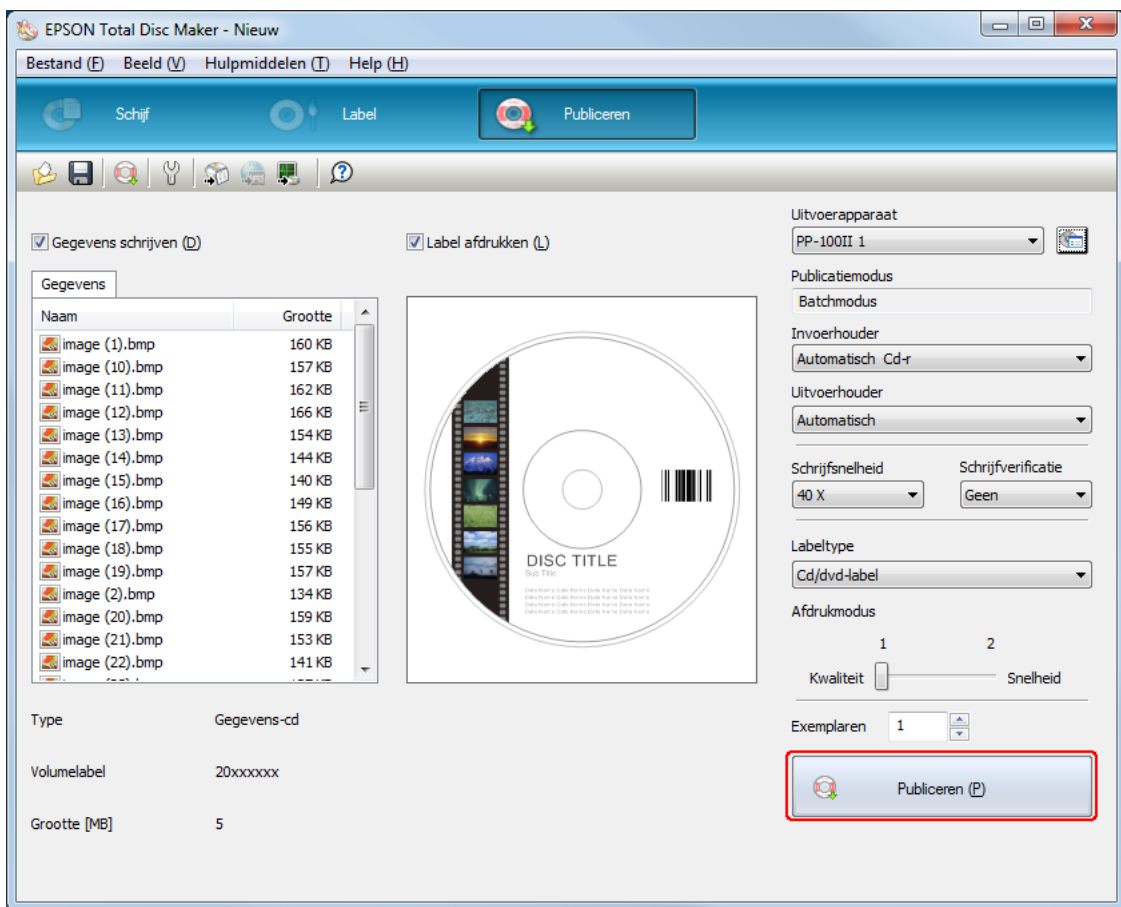 EPSON Total Disc Maker - Nieuw
Bestand (F) Beeld (V) Hulpmiddelen (T) Help (H)
Schijf Label Publiceren
Gegevens schrijven (D)
Gegevens
Naam Grootte
image (1).bmp 160 KB
image (10).bmp 157 KB
image (11).bmp 162 KB
image (12).bmp 166 KB
image (13).bmp 154 KB
image (14).bmp 144 KB
image (15).bmp 140 KB
image (16).bmp 149 KB
image (17).bmp 156 KB
image (18).bmp 155 KB
image (19).bmp 157 KB
image (2).bmp 134 KB
image (20).bmp 159 KB
image (21).bmp 153 KB
image (22).bmp 141 KB
Type Gegevens-cd
Volumelabel 20xxxxxx
Grootte [MB] 5
Label afdrukken (L)
DISC TITLE
Sub Title
Uitvoerapparaat
PP-100II 1
Publicatiemodus
Batchmodus
Invoerhouder
Automatisch Cd-r
Uitvoerhouder
Automatisch
Schrijfsnelheid Schrijfverificatie
40 X Geen
Labeltype
Cd/dvd-label
Afdrukmodus
1 2
Kwaliteit Snelheid
Exemplaren 1
Publiceren (P)